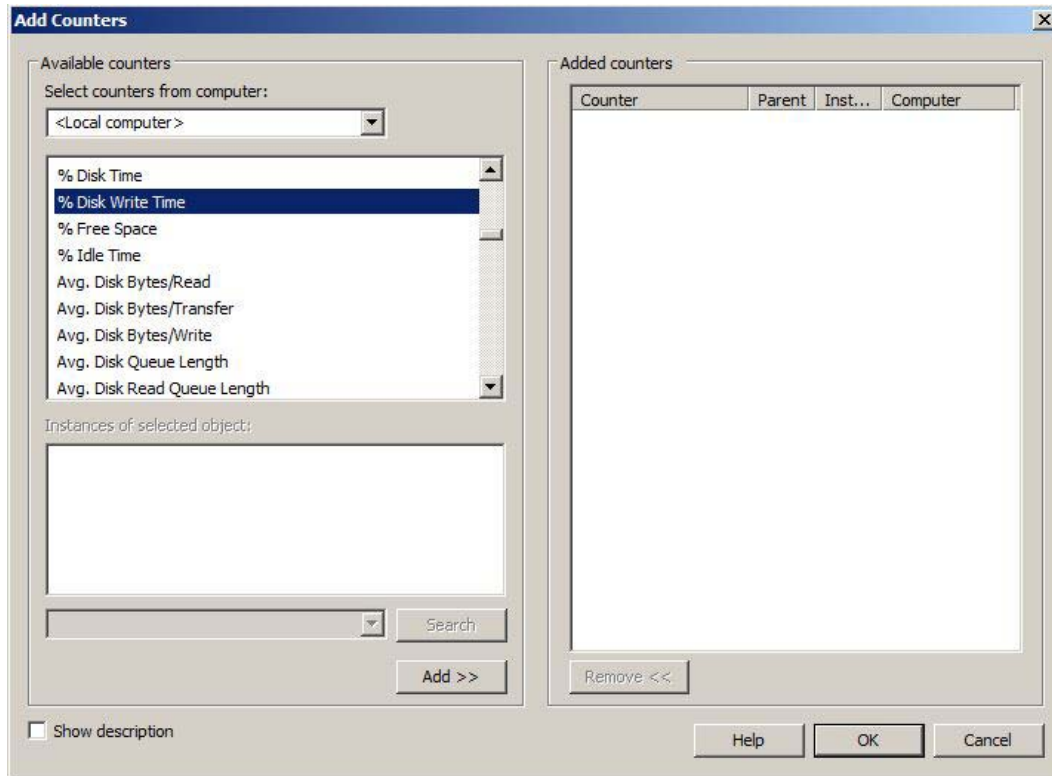 Add Counters
Available counters
Select counters from computer:
<Local computer>
% Disk Time
% Disk Write Time
% Free Space
% Idle Time
Avg. Disk Bytes/Read
Avg. Disk Bytes/Transfer
Avg. Disk Bytes/Write
Avg. Disk Queue Length
Avg. Disk Read Queue Length
Instances of selected object:
Search
Add >>
Show description
Added counters
Counter Parent Inst... Computer
Remove <<
Help OK Cancel